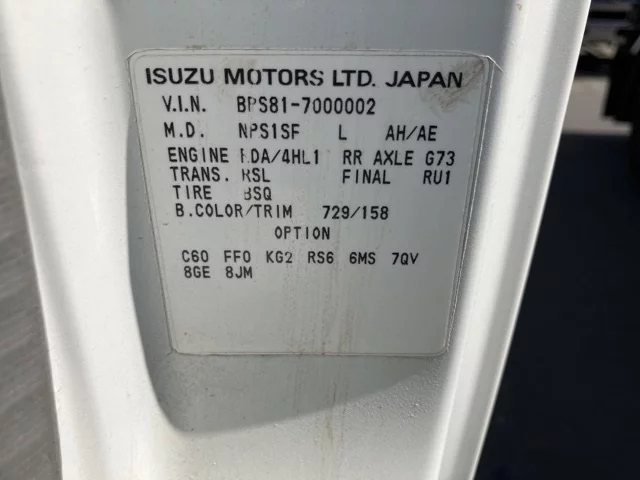 ISUZU MOTORS LTD. JAPAN
V.I.N. BPS81-7000002
M.D. NPS1SF L AH/AE
ENGINE /4HL1 RR AXLE G73
TRANS. RSL FINAL RU1
TIRE BSQ
B.COLOR/TRIM 729/158
OPTION
C60 FF0 KG2 RS6 6MS 7QV
8GE 8JM